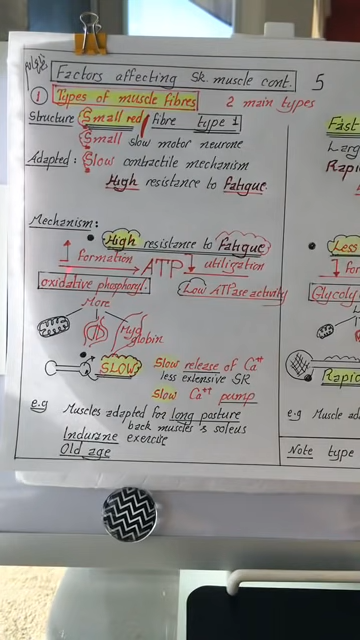 Factors affecting Sk. muscle cont. 5
① Types of muscle fibres 2 main types
Structure Small red / fibre type 1
Small slow motor neurone
Adapted: Slow contractile mechanism
High resistance to Fatigue.
Mechanism:
High resistance to Fatigue
↑ formation ATP ↓ utilization
oxidative phosphoryl. Low ATPase activity
More
Myoglobin
SLOW Slow release of Ca++
less extensive SR
Slow Ca++ pump
e.g Muscles adapted for long posture
back muscles & soleus
exercise
Old age
Fast
Larg
Rapi
Less
↓ for
Glycoly
L
Rapid
e.g Muscle ada
Note type